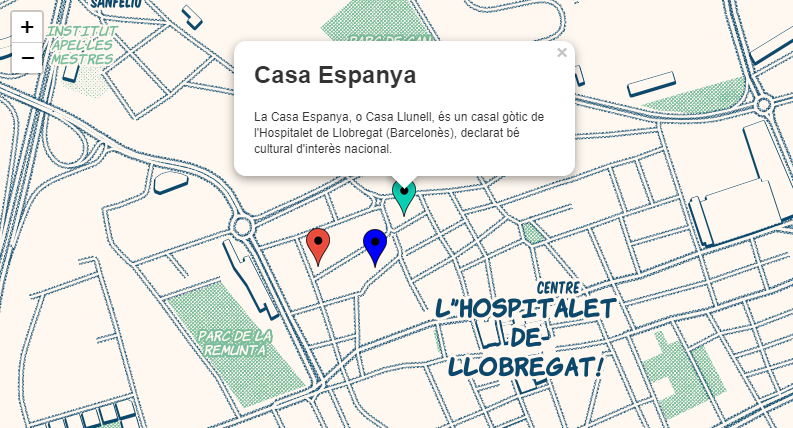 SANFELIU
+
−
INSTITUT
APEL·LES
MESTRES
PARC DE CAN
×
Casa Espanya
La Casa Espanya, o Casa Llunell, és un casal gòtic de
l'Hospitalet de Llobregat (Barcelonès), declarat bé
cultural d'interès nacional.
CENTRE
L"HOSPITALET
DE
LLOBREGAT!
PARC DE LA
REMUNTA